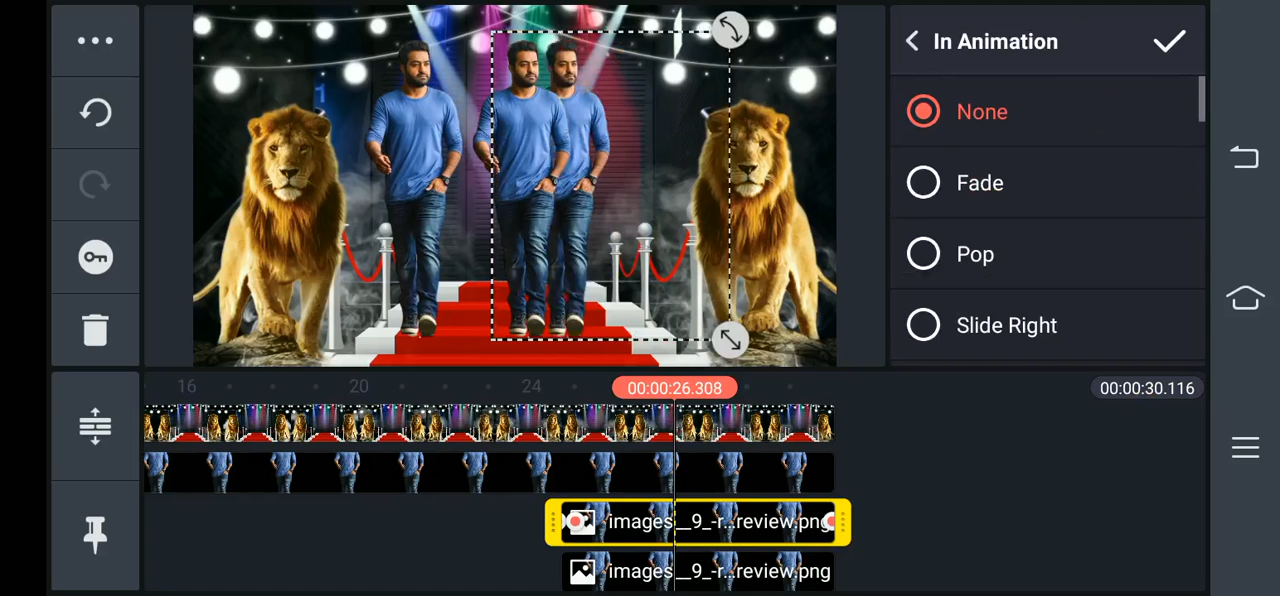 In Animation
None
Fade
Pop
Slide Right
16
20
24
00:00:26.308
00:00:30.116
images__9_-r...review.png
images__9_-r...review.png